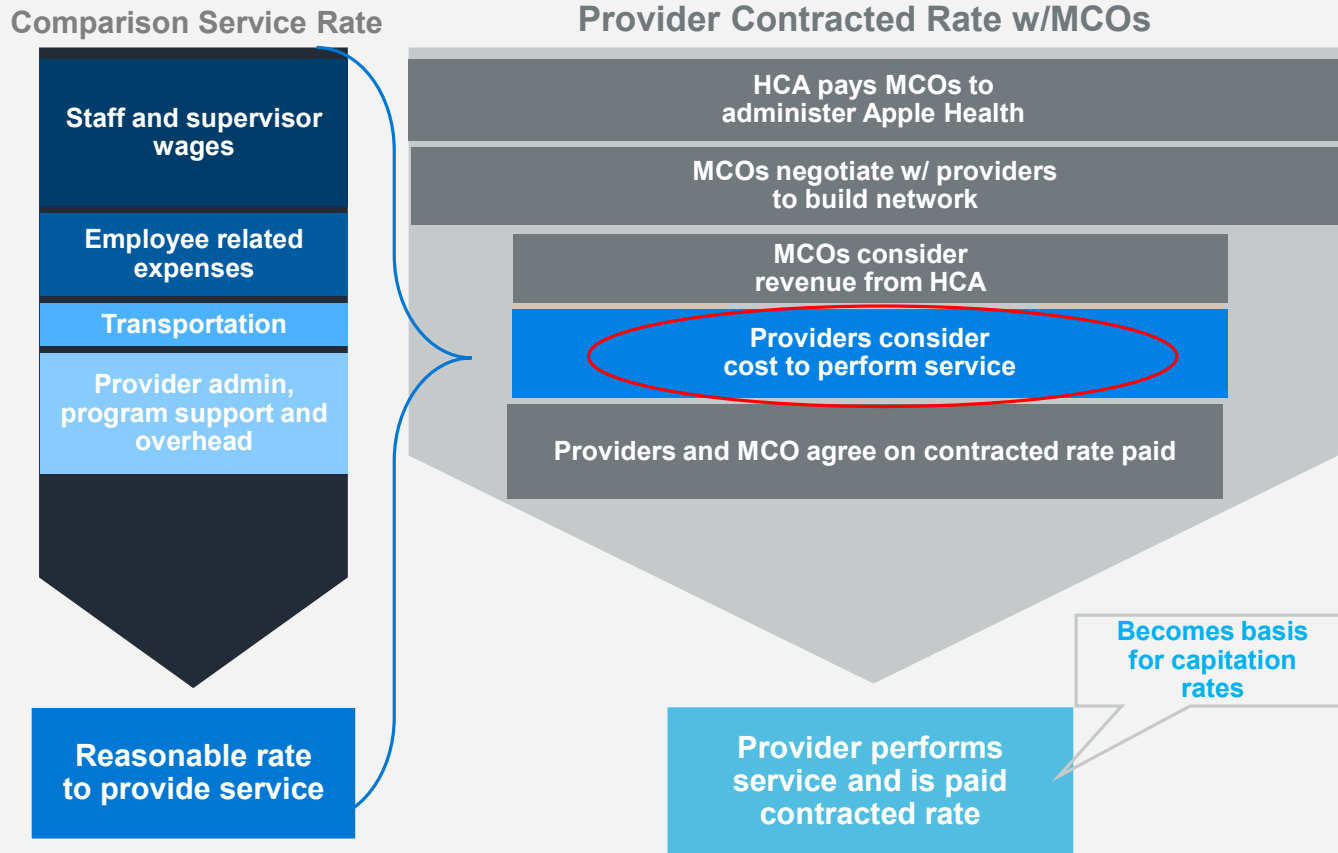 Comparison Service Rate
Staff and supervisor
wages
Employee related
expenses
Transportation
Provider admin,
program support and
overhead
Reasonable rate
to provide service
Provider Contracted Rate w/MCOs
HCA pays MCOs to
administer Apple Health
MCOs negotiate w/ providers
to build network
MCOs consider
revenue from HCA
Providers consider
cost to perform service
Providers and MCO agree on contracted rate paid
Becomes basis
for capitation
rates
Provider performs
service and is paid
contracted rate